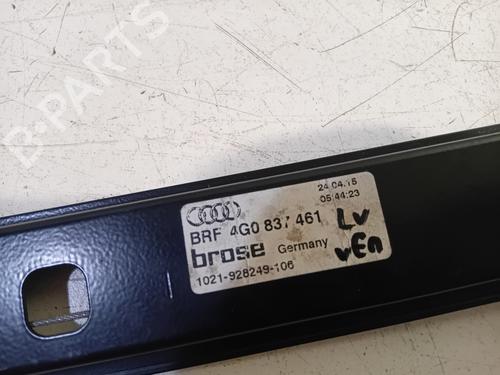 B-PARTS
24.04.15
05:44:23
BRF 4G0 837 461
Lv
brose Germany
vEn
1021-928249-106